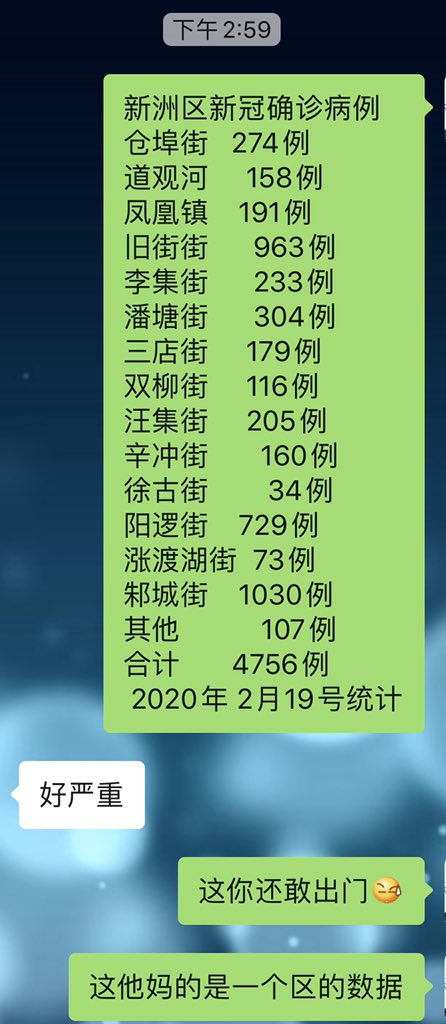 下午 2:59
新洲区新冠确诊病例
仓埠街 274例
道观河 158例
凤凰镇 191例
旧街街 963例
李集街 233例
潘塘街 304例
三店街 179例
双柳街 116例
汪集街 205例
辛冲街 160例
徐古街 34例
阳逻街 729例
涨渡湖街 73例
邾城街 1030例
其他 107例
合计 4756例
2020年 2月19号统计
好严重
这你还敢出门
这他妈的是一个区的数据